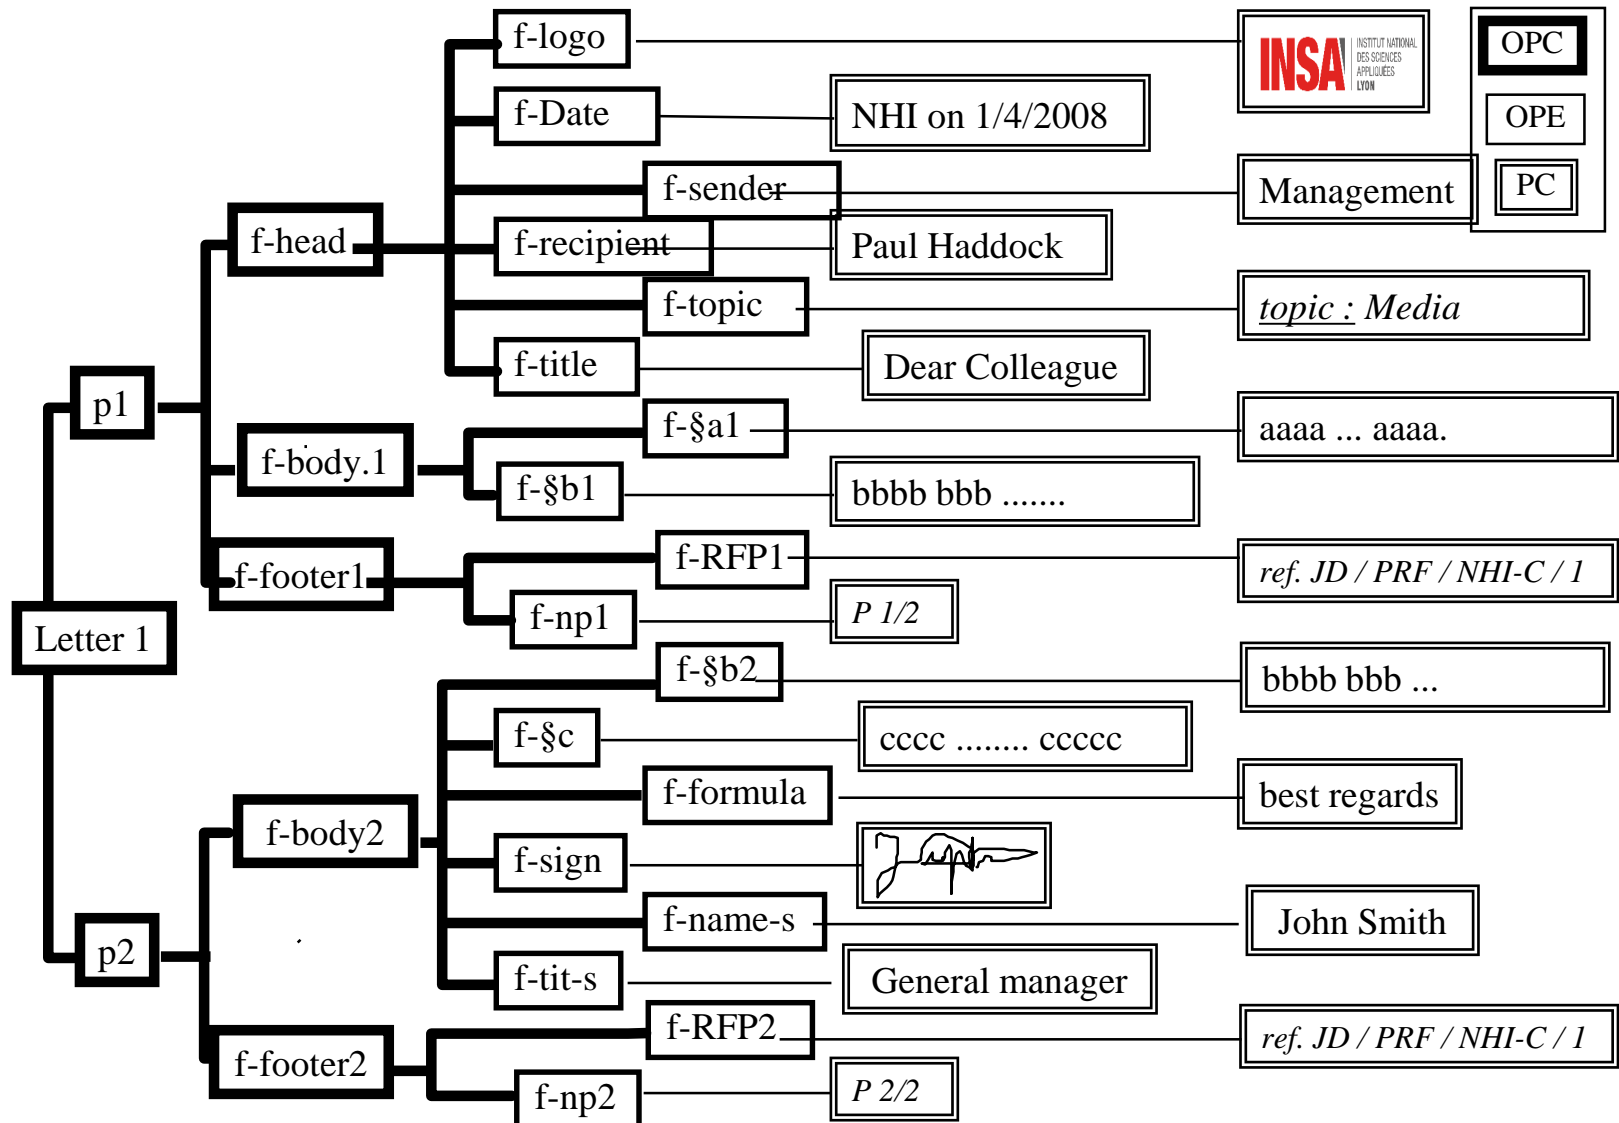 f-logo
INSA
INSTITUT NATIONAL
DES SCIENCES
APPLIQUÉES
LYON
OPC
f-Date
NHI on 1/4/2008
OPE
f-sender
Management
PC
f-head
f-recipient
Paul Haddock
f-topic
topic : Media
f-title
Dear Colleague
p1
f-§a1
aaaa ... aaaa.
f-body.1
f-§b1
bbbb bbb .......
f-RFP1
ref. JD / PRF / NHI-C / 1
f-footer1
f-np1
P 1/2
Letter 1
f-§b2
bbbb bbb ...
f-§c
cccc ........ ccccc
f-formula
best regards
f-body2
f-sign
f-name-s
John Smith
p2
f-tit-s
General manager
f-RFP2
ref. JD / PRF / NHI-C / 1
f-footer2
f-np2
P 2/2